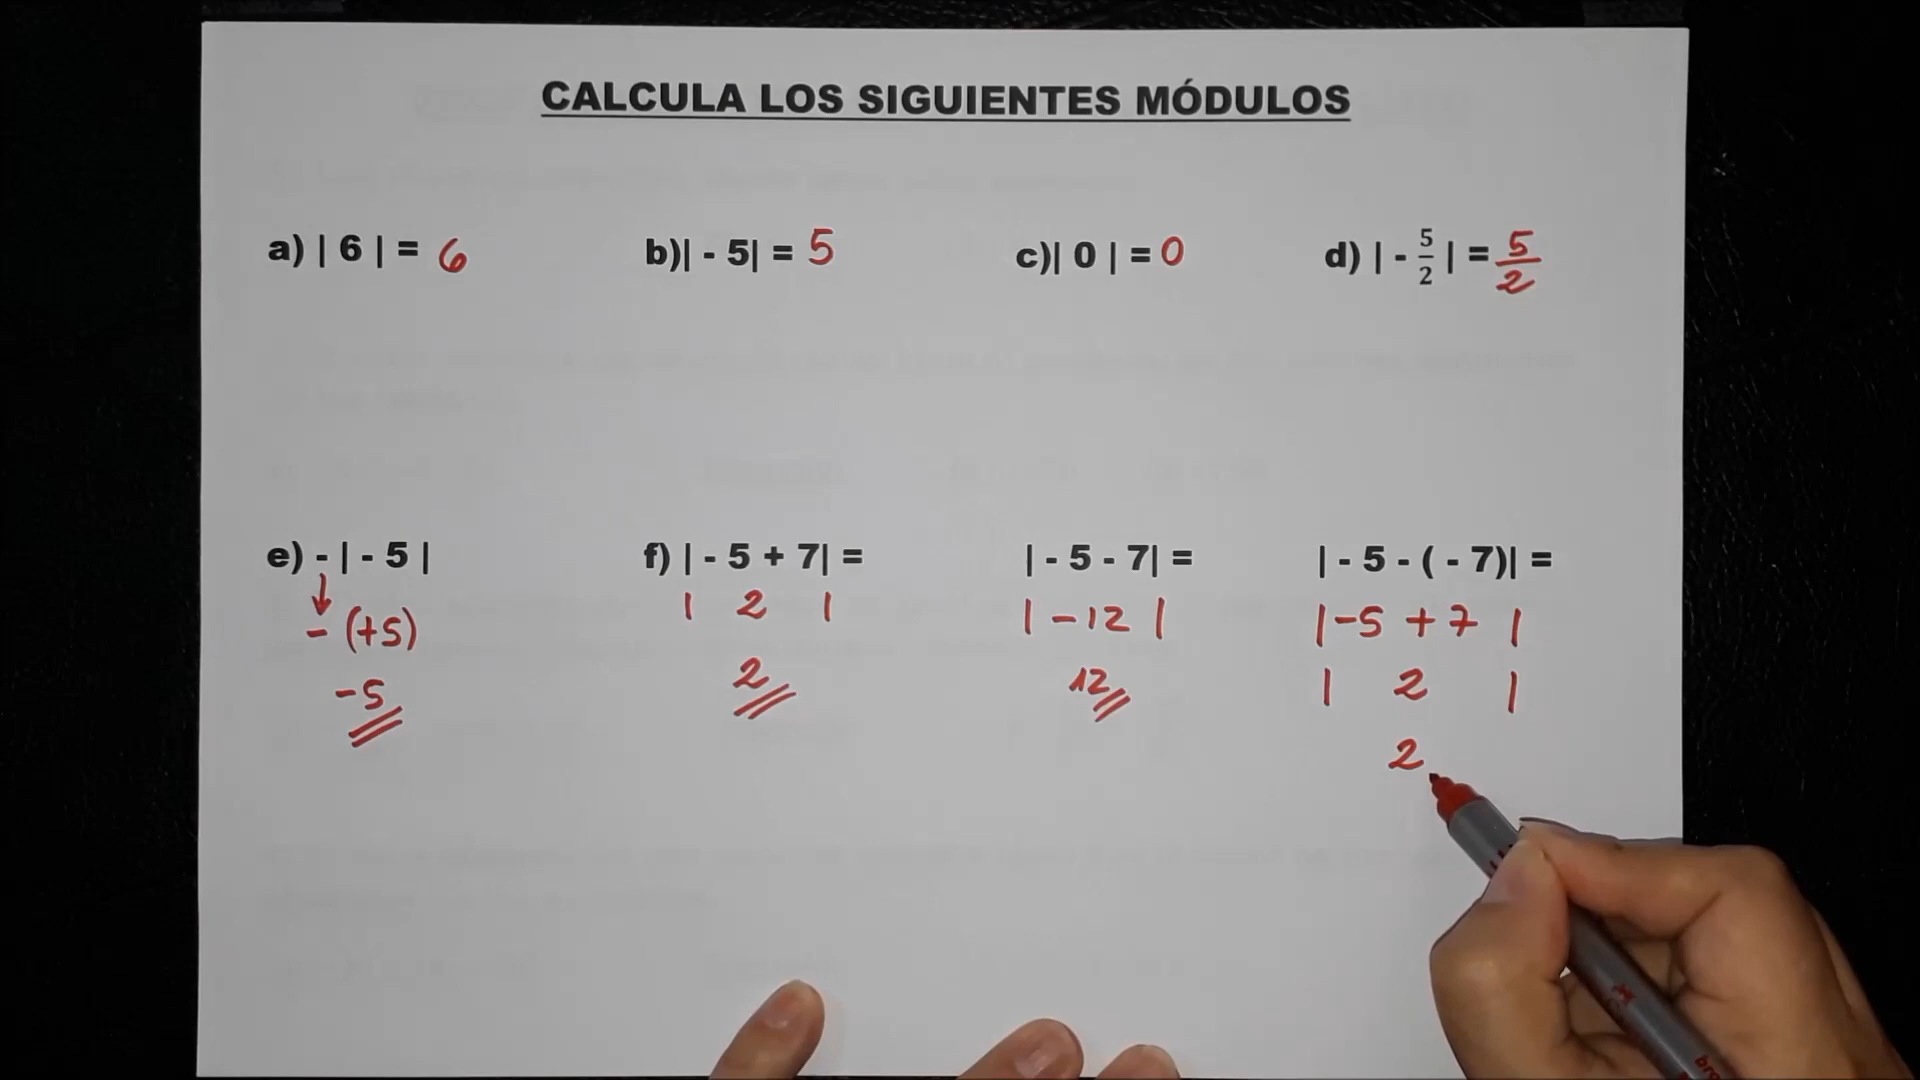 CALCULA LOS SIGUIENTES MÓDULOS
a) | 6 | = 6
b)| - 5| = 5
c)| 0 | = 0
d) | - 5/2 | = 5/2
e) - | - 5 |
- (+5)
-5
f) | - 5 + 7| =
| 2 |
2
| - 5 - 7| =
| -12 |
12
| - 5 - ( - 7)| =
|-5 + 7 |
| 2 |
2